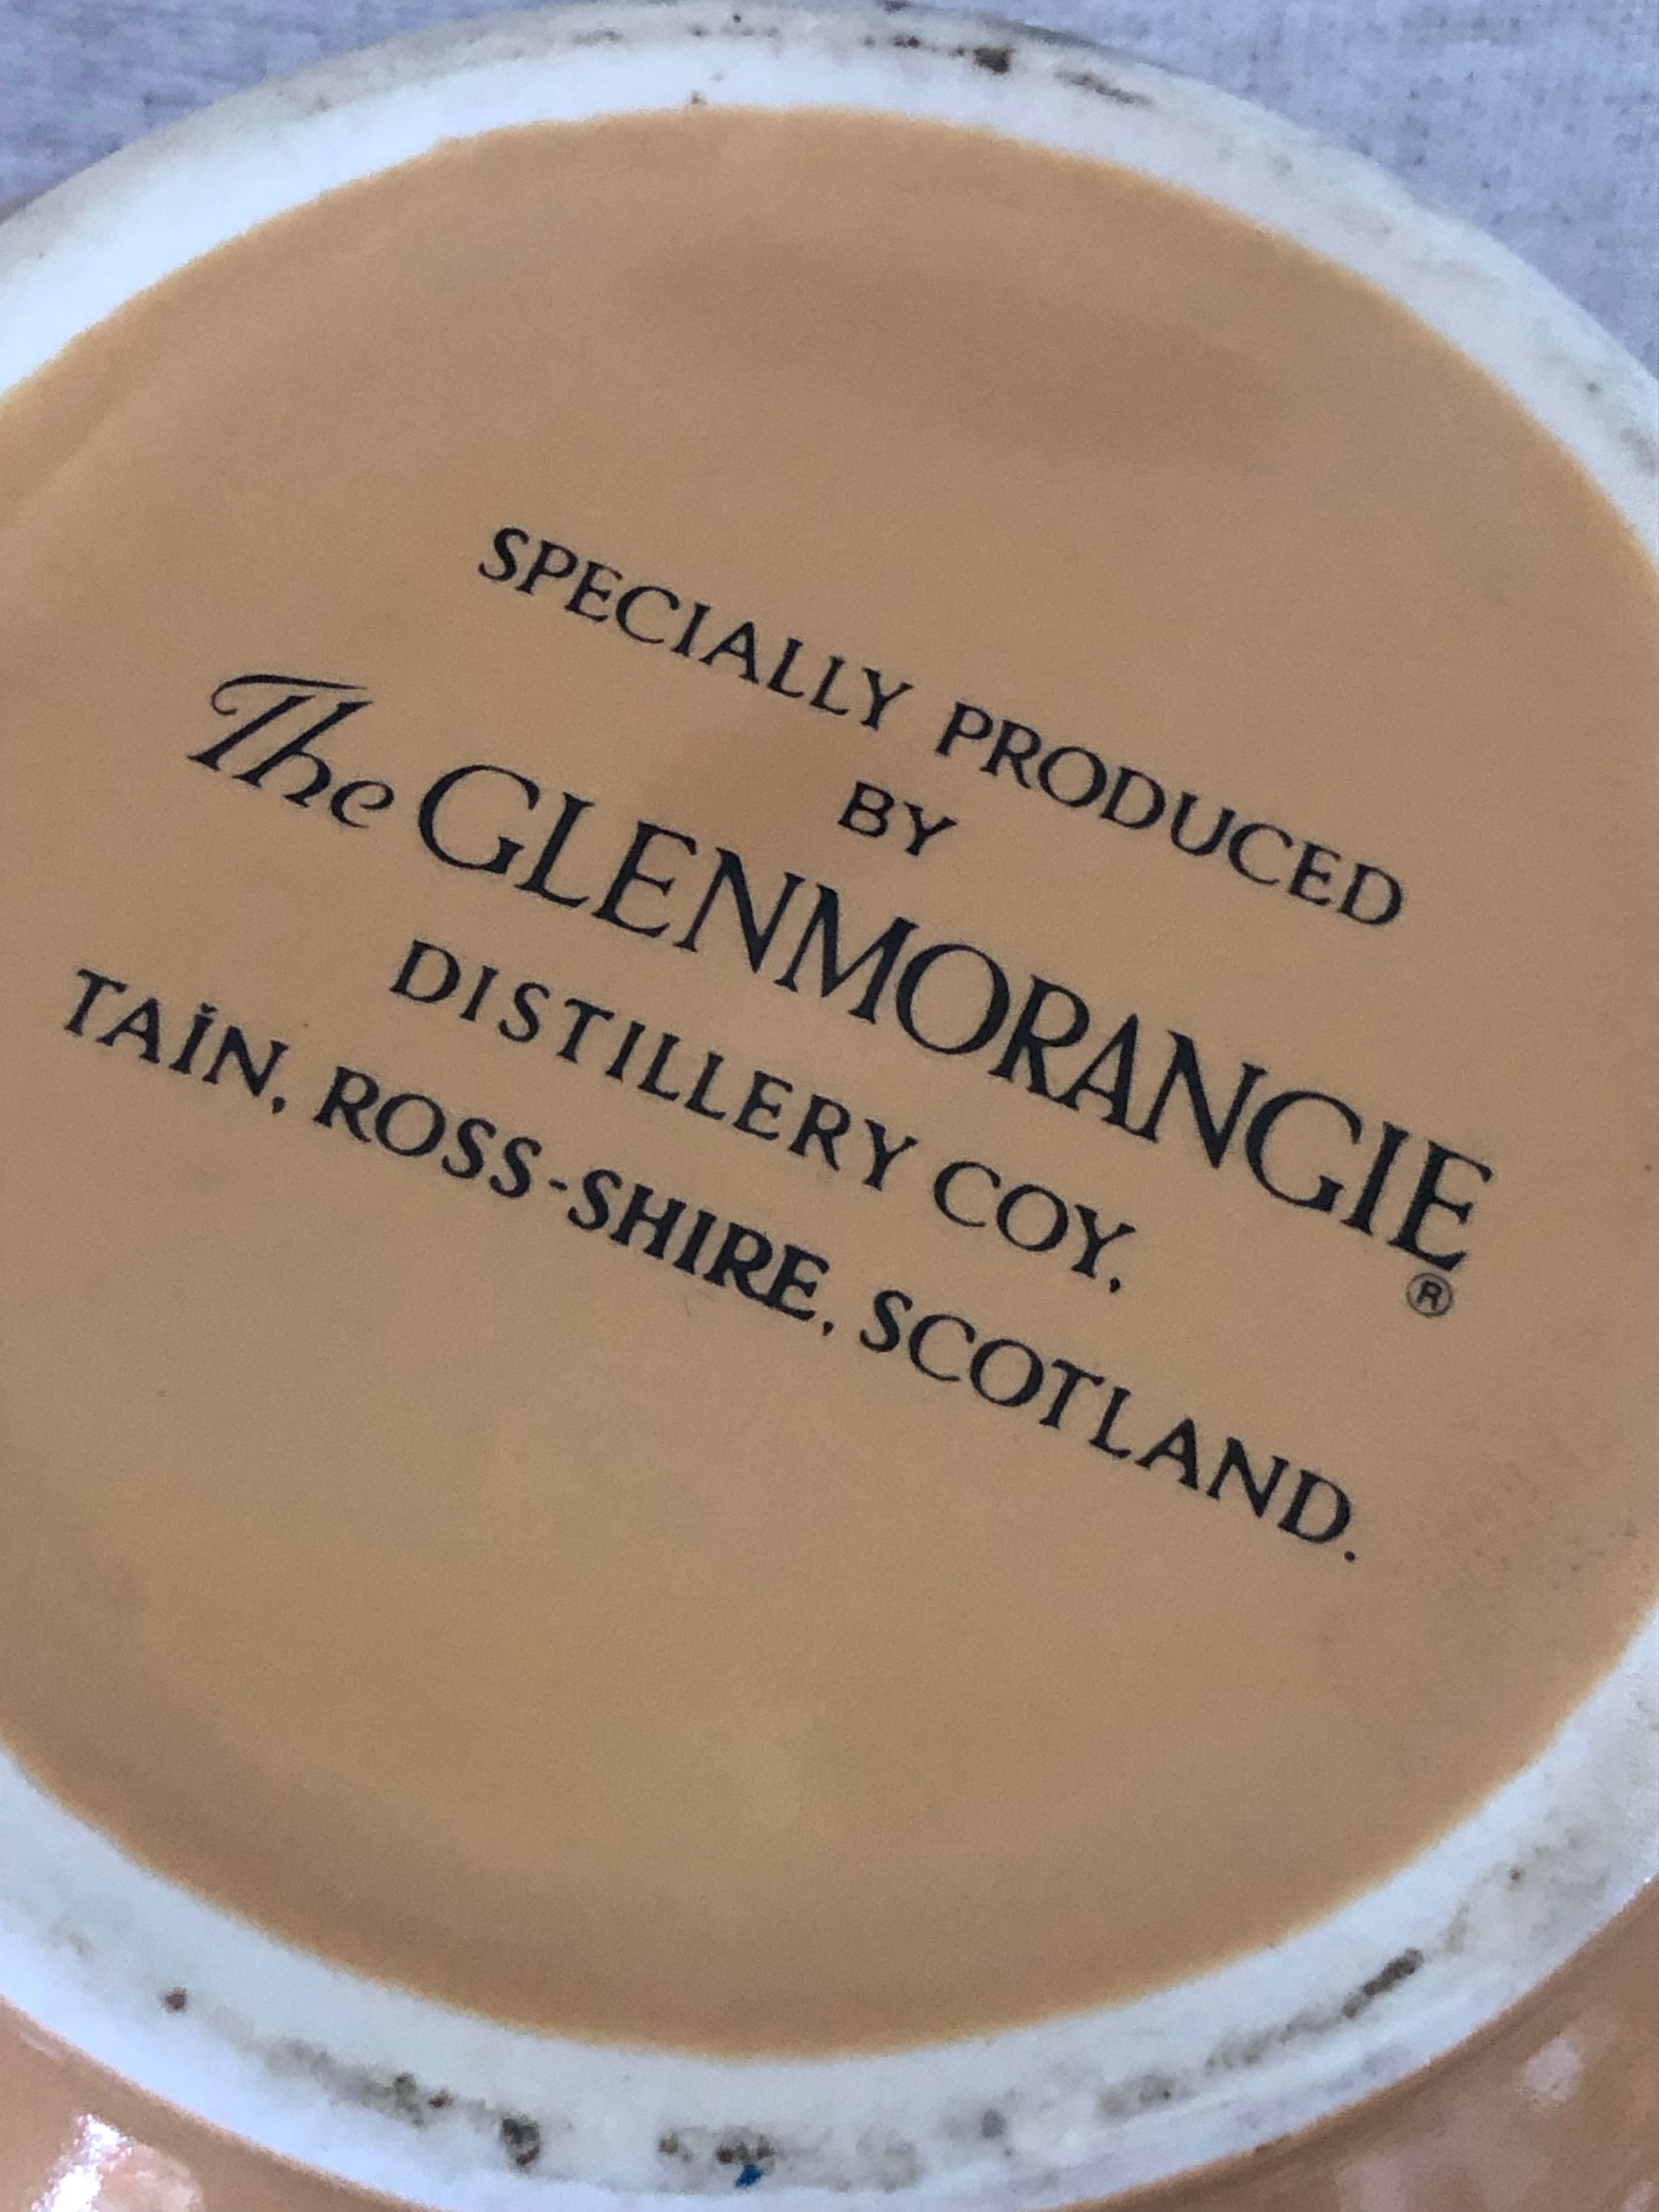 SPECIALLY PRODUCED
BY
The GLENMORANGIE ®
DISTILLERY COY.
TAİN, ROSS-SHIRE, SCOTLAND.